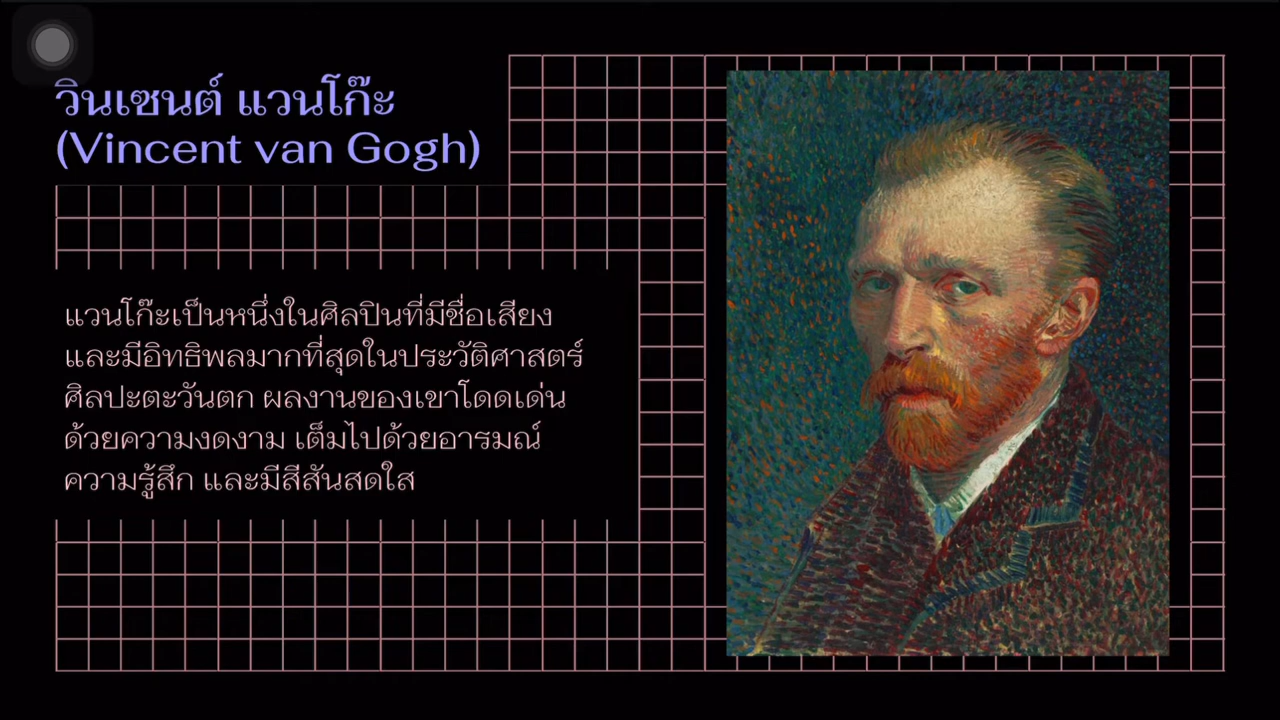 วินเซนต์ แวนโก๊ะ
(Vincent van Gogh)
แวนโก๊ะเป็นหนึ่งในศิลปินที่มีชื่อเสียง
และมีอิทธิพลมากที่สุดในประวัติศาสตร์
ศิลปะตะวันตก ผลงานของเขาโดดเด่น
ด้วยความงดงาม เต็มไปด้วยอารมณ์
ความรู้สึก และมีสีสันสดใส